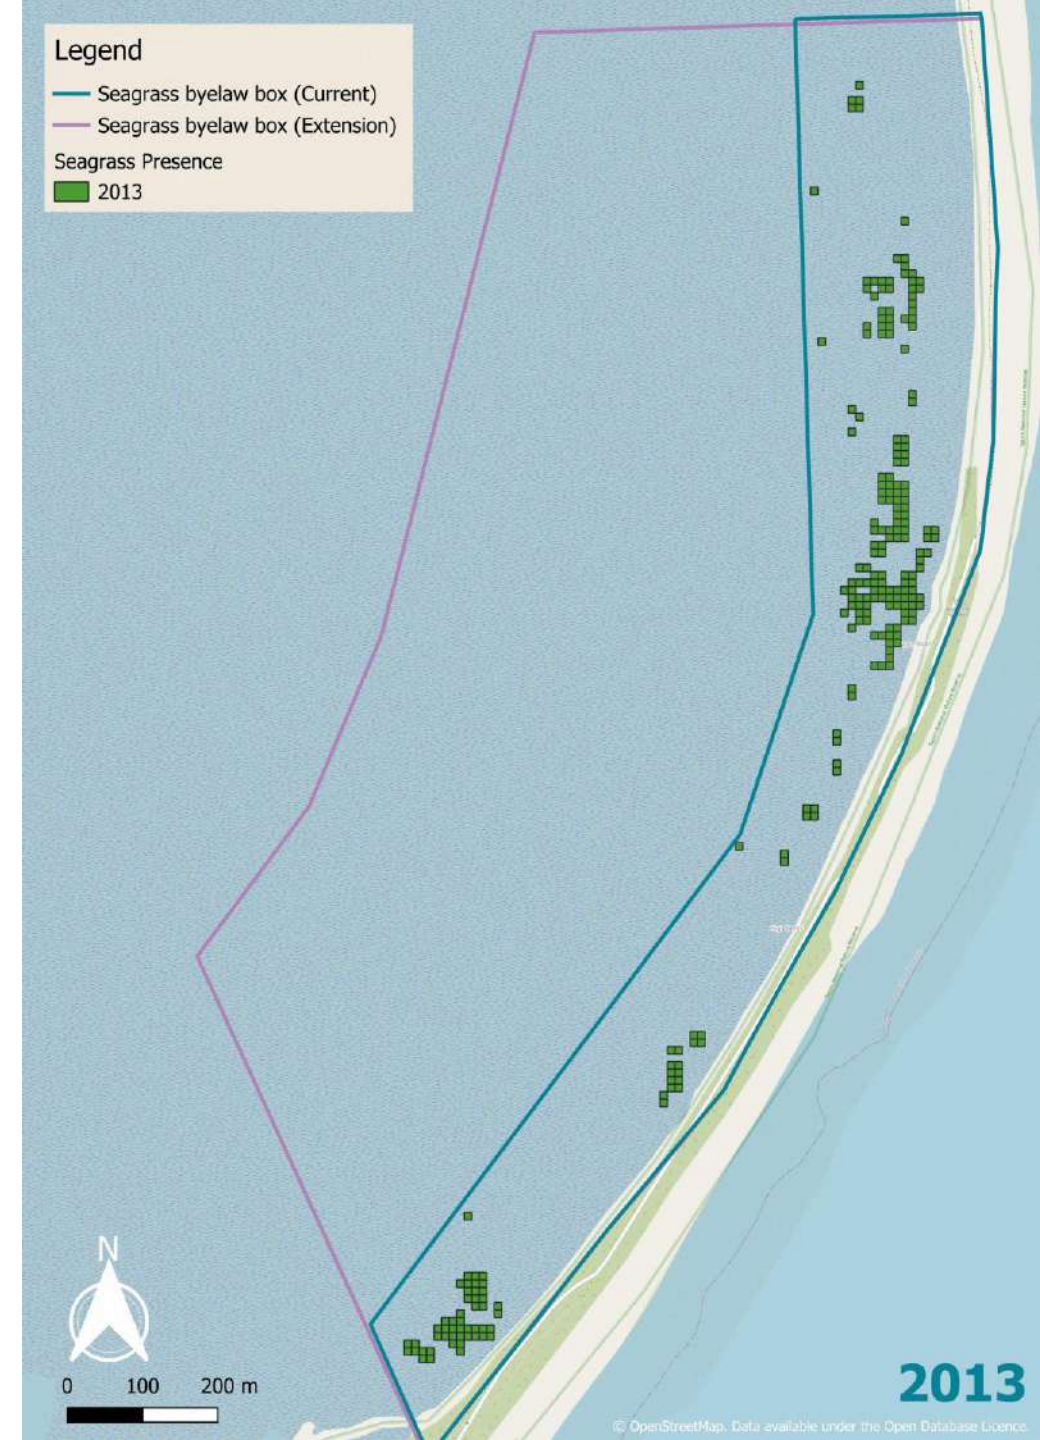 Legend
Seagrass byelaw box (Current)
Seagrass byelaw box (Extension)
Seagrass Presence
2013
N
0 100 200 m
2013
© OpenStreetMap. Data available under the Open Database Licence.